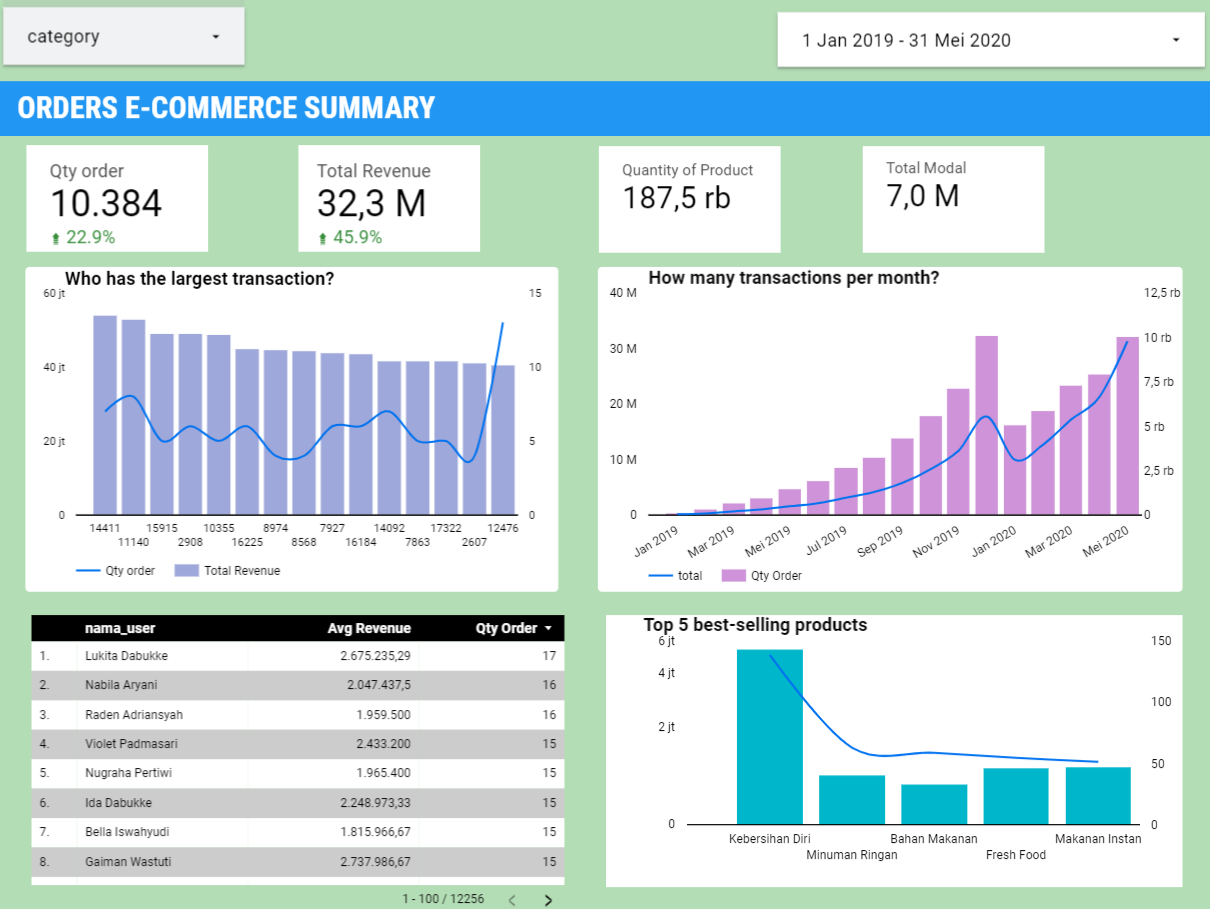 category
1 Jan 2019 - 31 Mei 2020
ORDERS E-COMMERCE SUMMARY
Qty order
10.384
22.9%
Total Revenue
32,3 M
45.9%
Quantity of Product
187,5 rb
Total Modal
7,0 M
Who has the largest transaction?
60 jt
40 jt
20 jt
0
15
10
5
0
14411 15915 10355 8974 7927 14092 17322 12476
11140 2908 16225 8568 16184 7863 2607
Qty order Total Revenue
How many transactions per month?
40 M
30 M
20 M
10 M
0
12,5 rb
10 rb
7,5 rb
5 rb
2,5 rb
0
Jan 2019 Mar 2019 Mei 2019 Jul 2019 Sep 2019 Nov 2019 Jan 2020 Mar 2020 Mei 2020
total Qty Order
nama_user Avg Revenue Qty Order
1. Lukita Dabukke 2.675.235,29 17
2. Nabila Aryani 2.047.437,5 16
3. Raden Adriansyah 1.959.500 16
4. Violet Padmasari 2.433.200 15
5. Nugraha Pertiwi 1.965.400 15
6. Ida Dabukke 2.248.973,33 15
7. Bella Iswahyudi 1.815.966,67 15
8. Gaiman Wastuti 2.737.986,67 15
1 - 100 / 12256
Top 5 best-selling products
6 jt
4 jt
2 jt
0
150
100
50
0
Kebersihan Diri Bahan Makanan Makanan Instan
Minuman Ringan Fresh Food